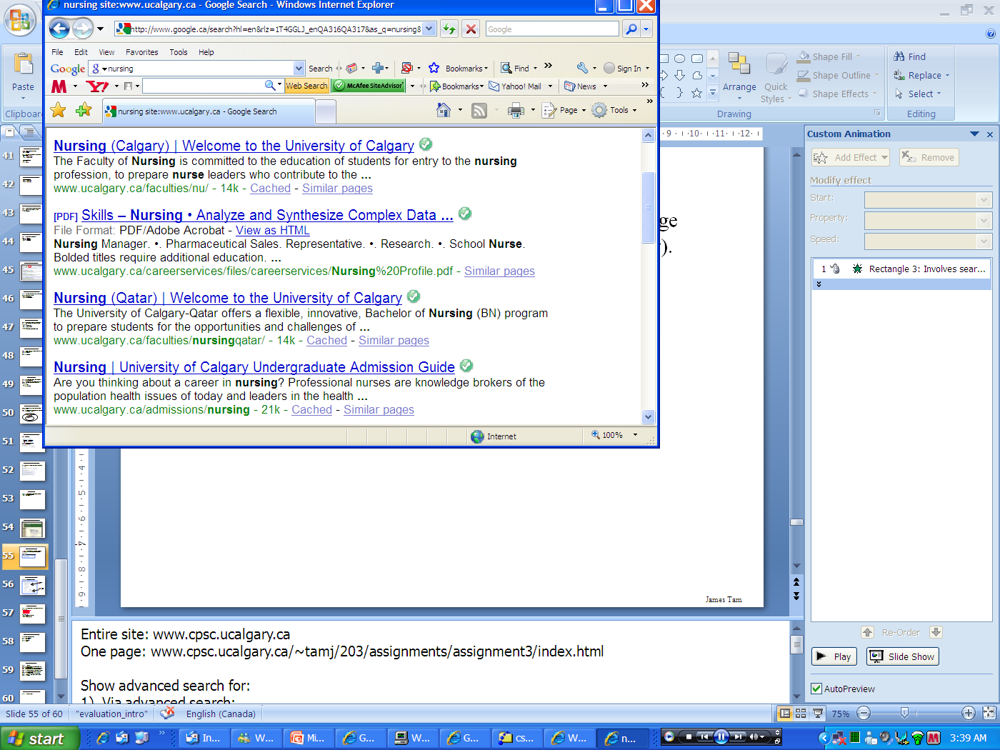 nursing site:www.ucalgary.ca - Google Search - Windows Internet Explorer
http://www.google.ca/search?hl=en&rlz=1T4GGLJ_enQA316QA317&as_q=nursing&
Google
File Edit View Favorites Tools Help
Google nursing Search Bookmarks Find Sign In
Web Search McAfee SiteAdvisor Bookmarks Yahoo! Mail News
nursing site:www.ucalgary.ca - Google Search
Page Tools
Nursing (Calgary) | Welcome to the University of Calgary
The Faculty of Nursing is committed to the education of students for entry to the nursing
profession, to prepare nurse leaders who contribute to the ...
www.ucalgary.ca/faculties/nu/ - 14k - Cached - Similar pages
[PDF] Skills – Nursing • Analyze and Synthesize Complex Data ...
File Format: PDF/Adobe Acrobat - View as HTML
Nursing Manager. •. Pharmaceutical Sales. Representative. •. Research. •. School Nurse.
Bolded titles require additional education. ...
www.ucalgary.ca/careerservices/files/careerservices/Nursing%20Profile.pdf - Similar pages
Nursing (Qatar) | Welcome to the University of Calgary
The University of Calgary-Qatar offers a flexible, innovative, Bachelor of Nursing (BN) program
to prepare students for the opportunities and challenges of ...
www.ucalgary.ca/faculties/nursingqatar/ - 14k - Cached - Similar pages
Nursing | University of Calgary Undergraduate Admission Guide
Are you thinking about a career in nursing? Professional nurses are knowledge brokers of the
population health issues of today and leaders in the health ...
www.ucalgary.ca/admissions/nursing - 21k - Cached - Similar pages
Internet 100%
Paste
Clipboard
Shape Fill
Shape Outline
Shape Effects
Arrange
Quick
Styles
Drawing
Find
Replace
Select
Editing
9 10 11 12
ge
).
James Tam
41
42
43
44
45
46
47
48
49
50
51
52
53
54
55
56
57
58
59
60
4
5
6
7
8
9
Custom Animation
Add Effect Remove
Modify effect
Start:
Property:
Speed:
1 Rectangle 3: Involves sear...
Re-Order
Play Slide Show
AutoPreview
Entire site: www.cpsc.ucalgary.ca
One page: www.cpsc.ucalgary.ca/~tamj/203/assignments/assignment3/index.html
Show advanced search for:
1) Via advanced search:
Slide 55 of 60 "evaluation_intro" English (Canada) 75%
start In... W... Mi... G... W... G... cs... W... n... 3:39 AM